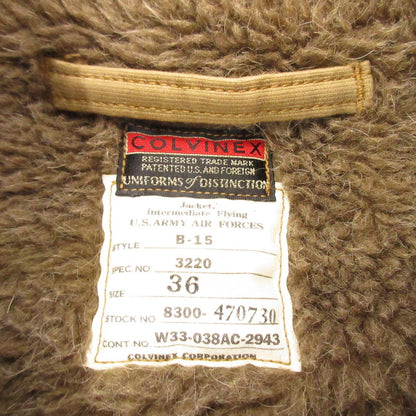 COLVINEX
REGISTERED TRADE MARK
PATENTED U.S. AND FOREIGN
UNIFORMS of DISTINCTION
Jacket,
Intermediate Flying
U.S. ARMY AIR FORCES
STYLE B-15
SPEC NO 3220
SIZE 36
STOCK NO 8300-470730
CONT NO. W33-038AC-2943
COLVINEX CORPORATION